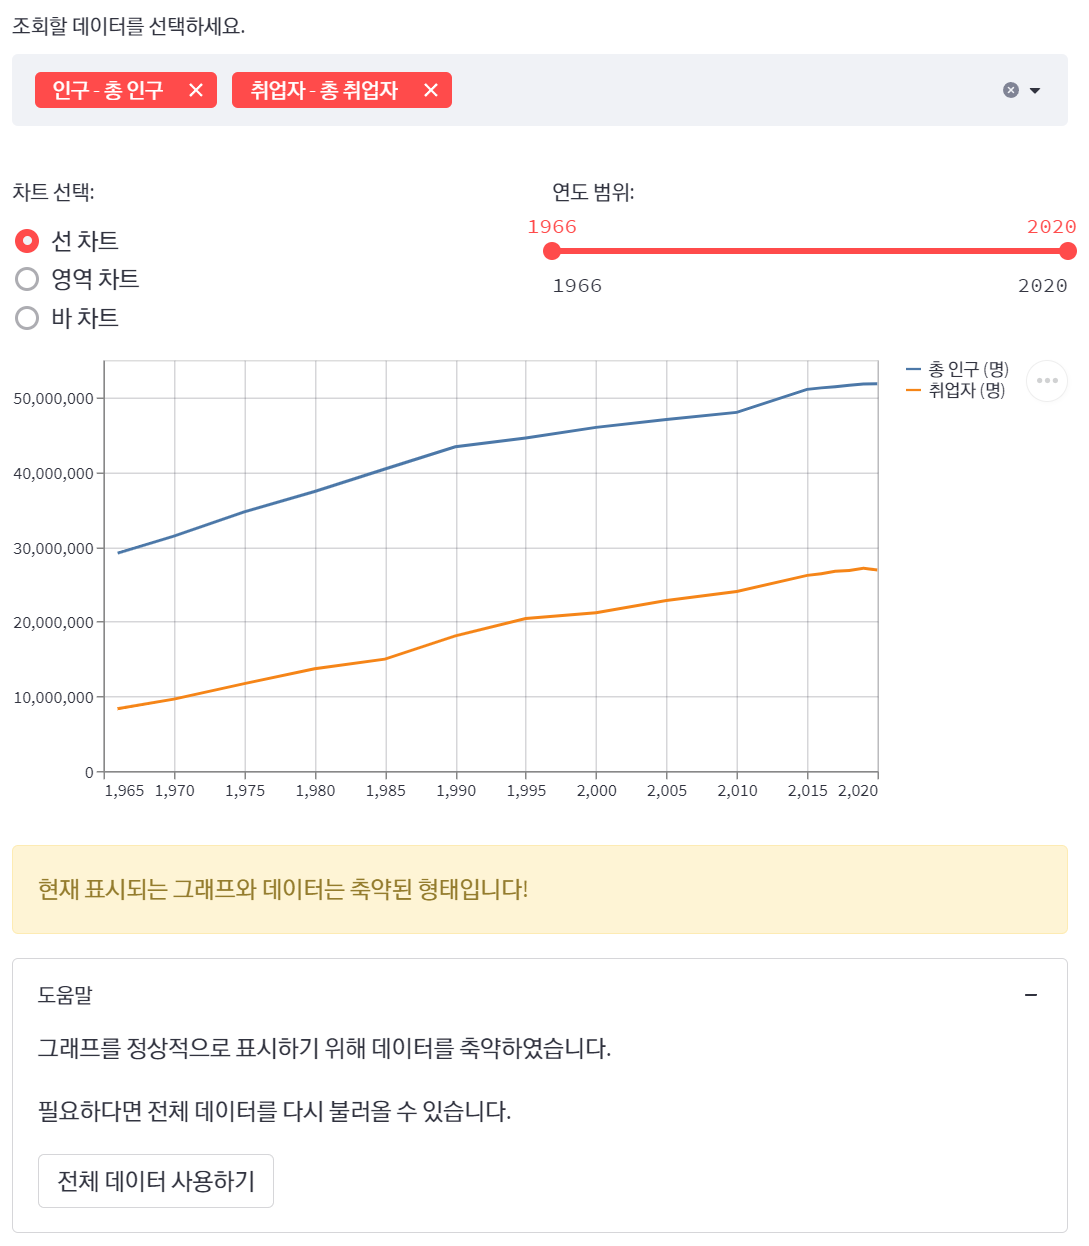 조회할 데이터를 선택하세요.
인구 - 총 인구 ✕ 취업자 - 총 취업자 ✕
차트 선택:
선 차트
영역 차트
바 차트
연도 범위:
1966 2020
1966 2020
총 인구 (명)
취업자 (명)
50,000,000
40,000,000
30,000,000
20,000,000
10,000,000
0
1,965 1,970 1,975 1,980 1,985 1,990 1,995 2,000 2,005 2,010 2,015 2,020
현재 표시되는 그래프와 데이터는 축약된 형태입니다!
도움말
그래프를 정상적으로 표시하기 위해 데이터를 축약하였습니다.
필요하다면 전체 데이터를 다시 불러올 수 있습니다.
전체 데이터 사용하기